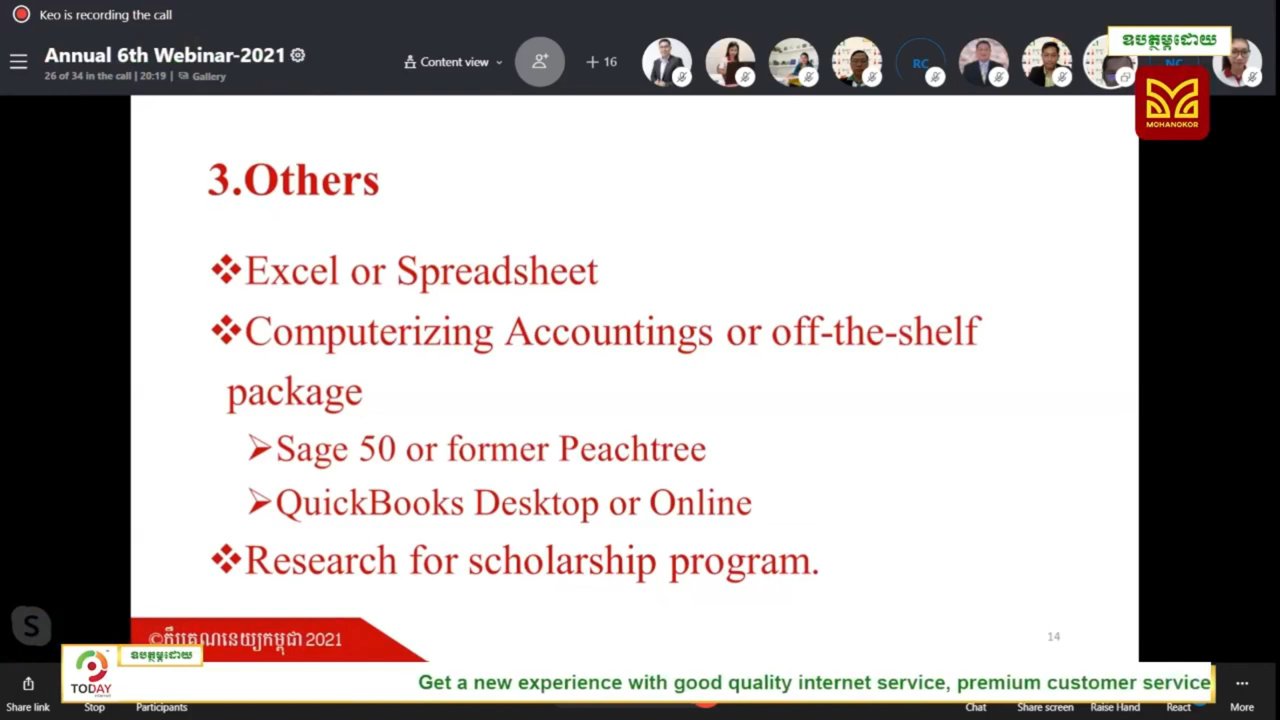 Keo is recording the call
Annual 6th Webinar-2021
26 of 34 in the call | 20:19 | Gallery
Content view
+ 16
RC
NC
ឧបត្ថម្ភដោយ
MOHANOKOR
3.Others
❖Excel or Spreadsheet
❖Computerizing Accountings or off-the-shelf
package
➢Sage 50 or former Peachtree
➢QuickBooks Desktop or Online
❖Research for scholarship program.
©ក្លឹបគណនេយ្យកម្ពុជា 2021
14
S
ឧបត្ថម្ភដោយ
TODAY
Get a new experience with good quality internet service, premium customer service
Share link
Stop
Participants
Chat
Share screen
Raise Hand
React
More